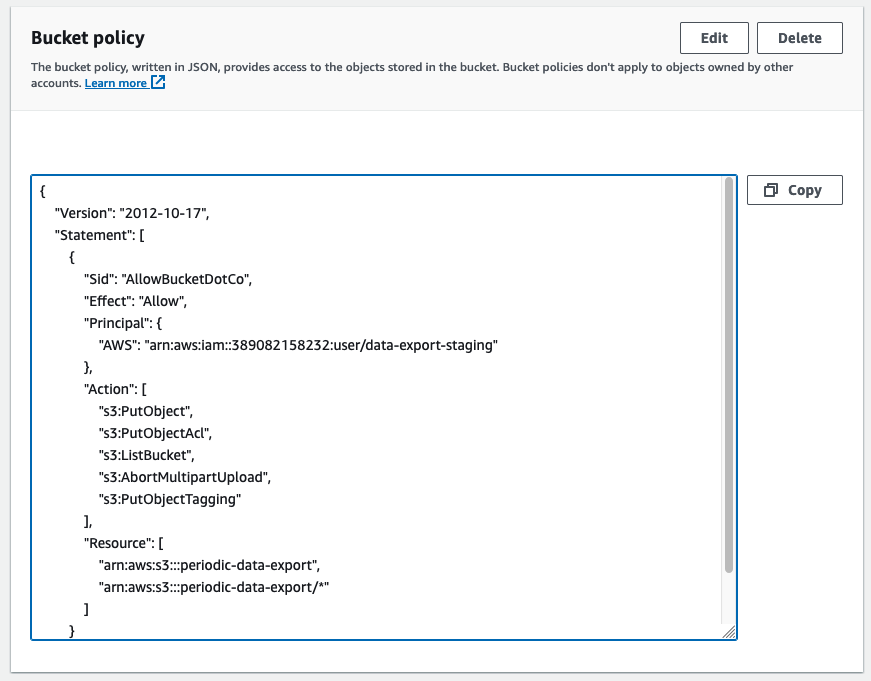 Bucket policy
Edit
Delete
The bucket policy, written in JSON, provides access to the objects stored in the bucket. Bucket policies don't apply to objects owned by other
accounts. Learn more
Copy
{
"Version": "2012-10-17",
"Statement": [
{
"Sid": "AllowBucketDotCo",
"Effect": "Allow",
"Principal": {
"AWS": "arn:aws:iam::389082158232:user/data-export-staging"
},
"Action": [
"s3:PutObject",
"s3:PutObjectAcl",
"s3:ListBucket",
"s3:AbortMultipartUpload",
"s3:PutObjectTagging"
],
"Resource": [
"arn:aws:s3:::periodic-data-export",
"arn:aws:s3:::periodic-data-export/*"
]
}